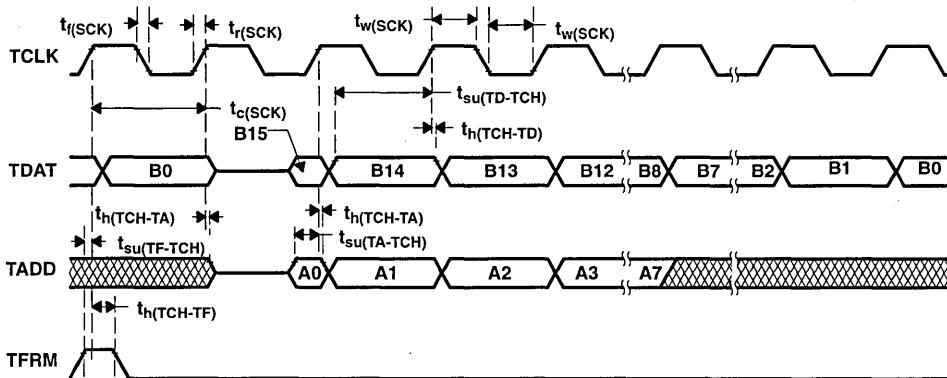 tf(SCK) tr(SCK) tw(SCK) tw(SCK)
TCLK
tsu(TD-TCH)
tc(SCK)
B15 th(TCH-TD)
TDAT B0 B14 B13 B12 B8 B7 B2 B1 B0
th(TCH-TA) th(TCH-TA)
tsu(TF-TCH) tsu(TA-TCH)
TADD A0 A1 A2 A3 A7
th(TCH-TF)
TFRM